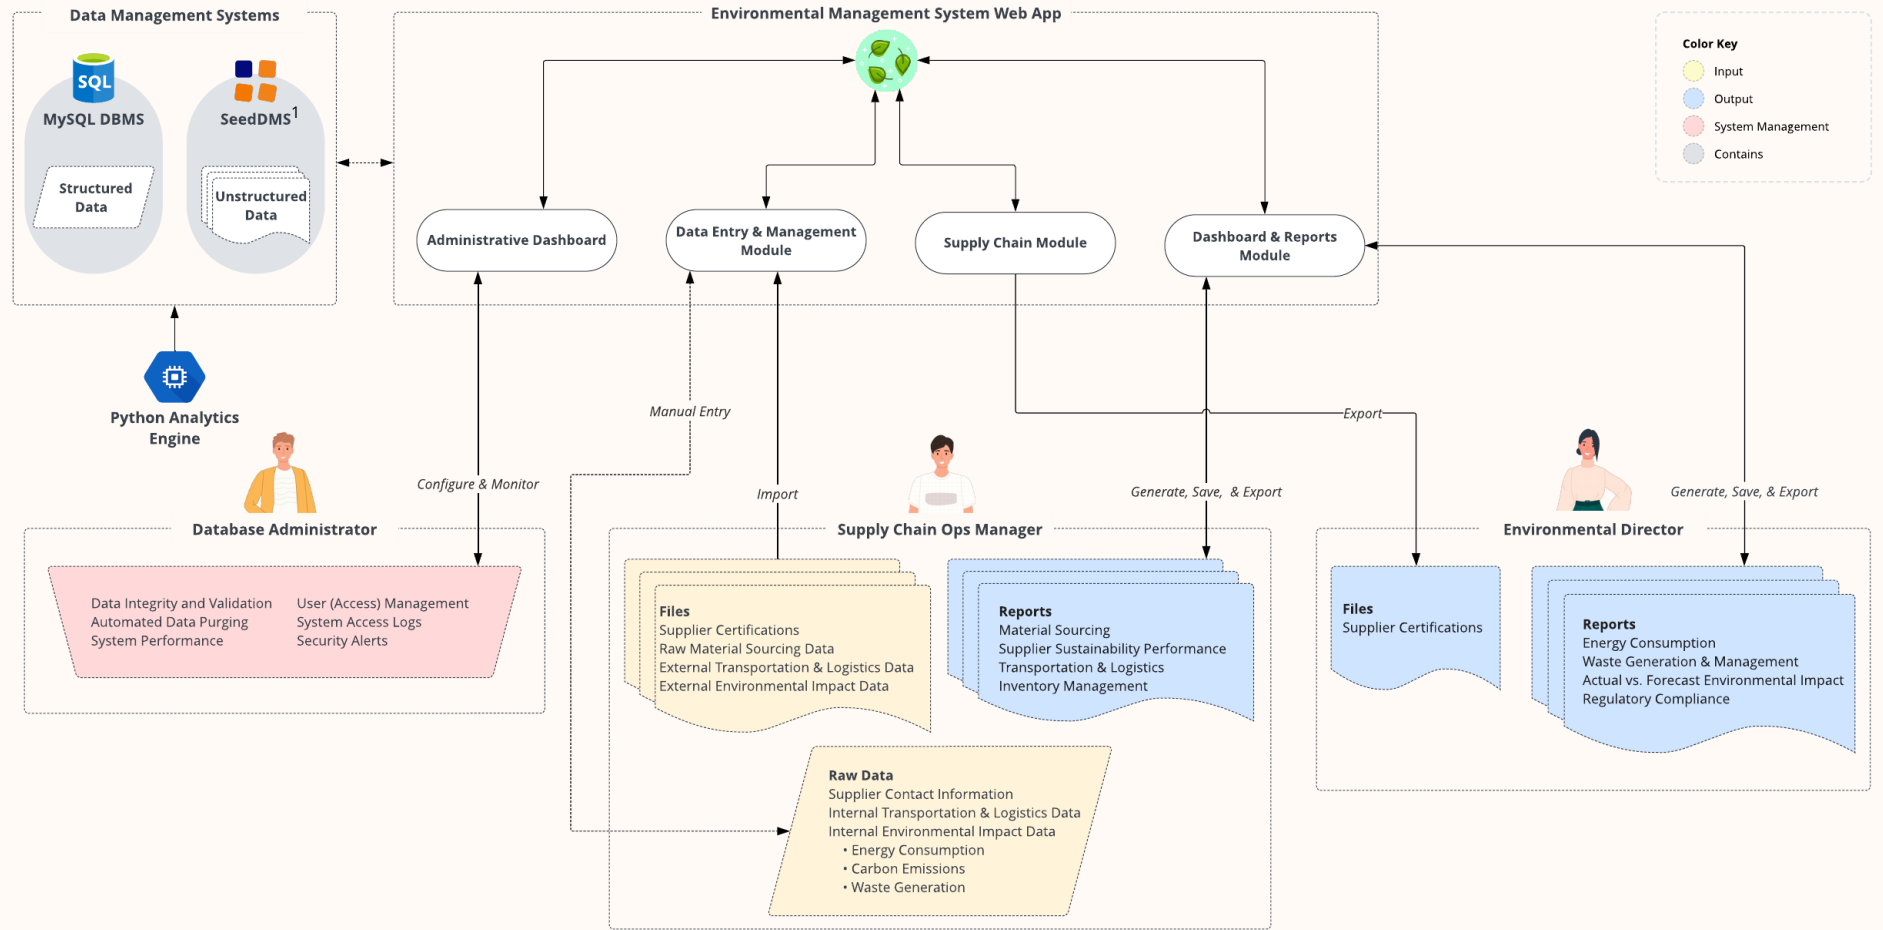 Data Management Systems
SQL
MySQL DBMS
SeedDMS1
Structured
Data
Unstructured
Data
Python Analytics
Engine
Environmental Management System Web App
Administrative Dashboard
Data Entry & Management
Module
Supply Chain Module
Dashboard & Reports
Module
Color Key
Input
Output
System Management
Contains
Configure & Monitor
Manual Entry
Import
Generate, Save,  & Export
Export
Generate, Save, & Export
Database Administrator
Data Integrity and Validation
Automated Data Purging
System Performance
User (Access) Management
System Access Logs
Security Alerts
Supply Chain Ops Manager
Files
Supplier Certifications
Raw Material Sourcing Data
External Transportation & Logistics Data
External Environmental Impact Data
Reports
Material Sourcing
Supplier Sustainability Performance
Transportation & Logistics
Inventory Management
Raw Data
Supplier Contact Information
Internal Transportation & Logistics Data
Internal Environmental Impact Data
• Energy Consumption
• Carbon Emissions
• Waste Generation
Environmental Director
Files
Supplier Certifications
Reports
Energy Consumption
Waste Generation & Management
Actual vs. Forecast Environmental Impact
Regulatory Compliance